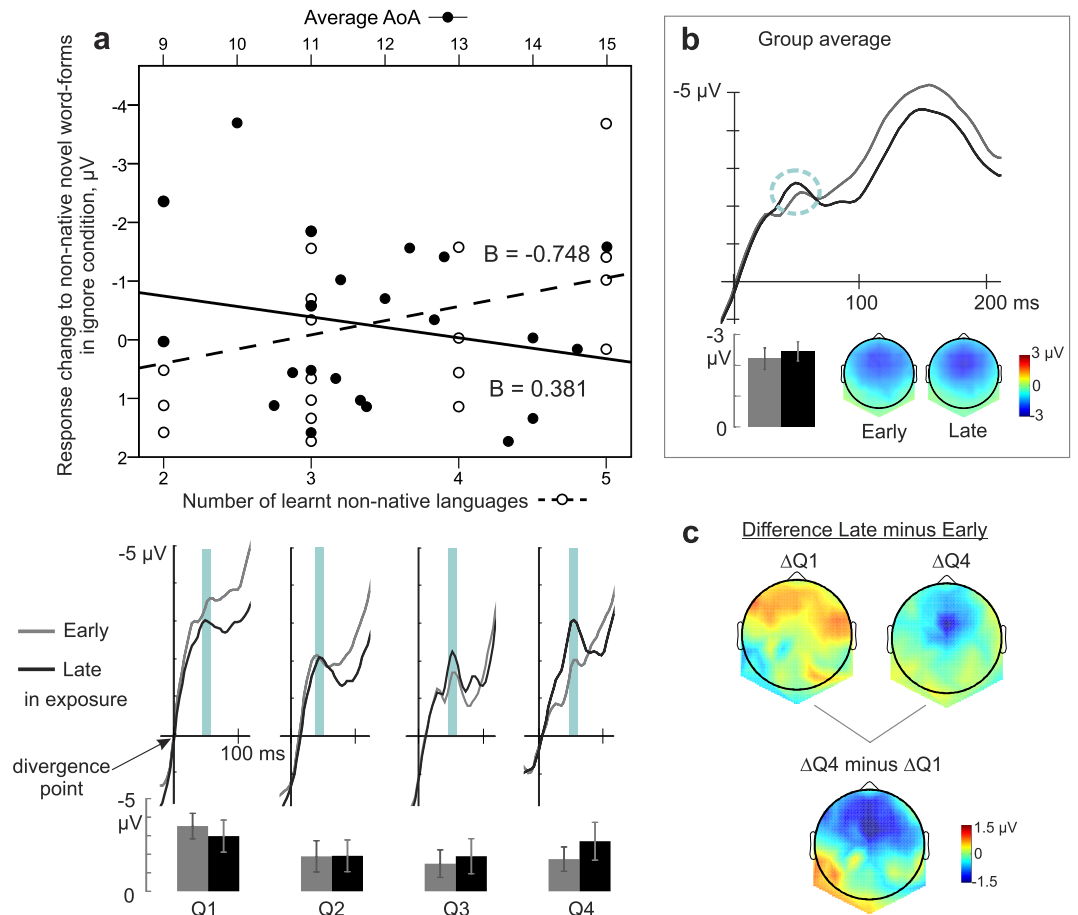 Average AoA
a
9 10 11 12 13 14 15
Response change to non-native novel word-forms
in ignore condition, µV
-4
-3
-2
-1
0
1
2
B = -0.748
B = 0.381
2 3 4 5
Number of learnt non-native languages
b
Group average
-5 µV
100
200 ms
-3
µV
0
Early
Late
3 µV
0
-3
-5 µV
Early
Late
in exposure
100 ms
divergence
point
-5
µV
0
Q1 Q2 Q3 Q4
c
Difference Late minus Early
ΔQ1
ΔQ4
ΔQ4 minus ΔQ1
1.5 µV
0
-1.5